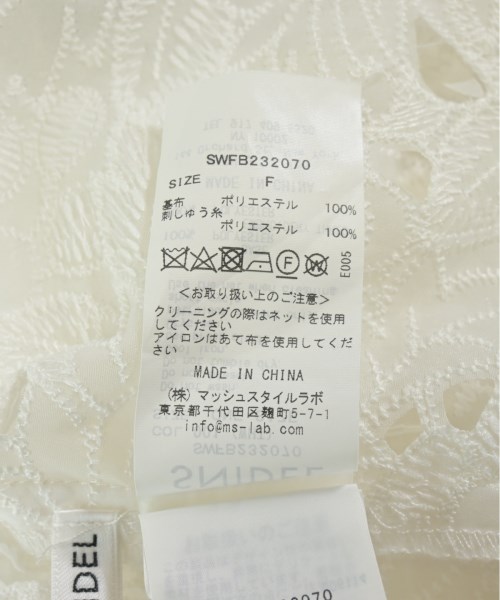 SWFB232070
SIZE F
基布 ポリエステル 100%
刺しゅう糸
ポリエステル 100%
F W
E005
<お取り扱い上のご注意>
クリーニングの際はネットを使用
してください
アイロンはあて布を使用してくだ
さい
MADE IN CHINA
(株) マッシュスタイルラボ
東京都千代田区麹町5-7-1
info@ms-lab.com
SWFB232070
SNIDEL
IDEL